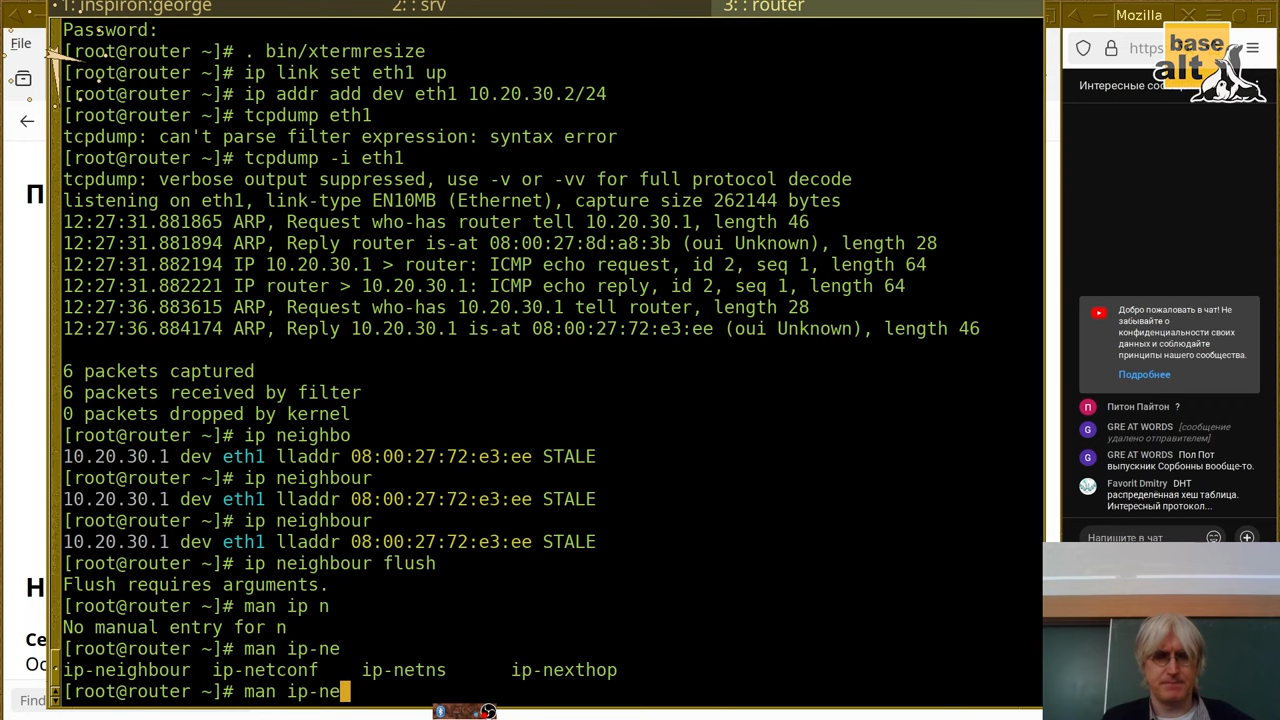 1: inspiron:george
2: : srv
3: : router
Mozilla
File
https
base
alt
Password:
[root@router ~]# . bin/xtermresize
[root@router ~]# ip link set eth1 up
[root@router ~]# ip addr add dev eth1 10.20.30.2/24
[root@router ~]# tcpdump eth1
tcpdump: can't parse filter expression: syntax error
[root@router ~]# tcpdump -i eth1
tcpdump: verbose output suppressed, use -v or -vv for full protocol decode
listening on eth1, link-type EN10MB (Ethernet), capture size 262144 bytes
12:27:31.881865 ARP, Request who-has router tell 10.20.30.1, length 46
12:27:31.881894 ARP, Reply router is-at 08:00:27:8d:a8:3b (oui Unknown), length 28
12:27:31.882194 IP 10.20.30.1 > router: ICMP echo request, id 2, seq 1, length 64
12:27:31.882221 IP router > 10.20.30.1: ICMP echo reply, id 2, seq 1, length 64
12:27:36.883615 ARP, Request who-has 10.20.30.1 tell router, length 28
12:27:36.884174 ARP, Reply 10.20.30.1 is-at 08:00:27:72:e3:ee (oui Unknown), length 46
6 packets captured
6 packets received by filter
0 packets dropped by kernel
[root@router ~]# ip neighbo
10.20.30.1 dev eth1 lladdr 08:00:27:72:e3:ee STALE
[root@router ~]# ip neighbour
10.20.30.1 dev eth1 lladdr 08:00:27:72:e3:ee STALE
[root@router ~]# ip neighbour
10.20.30.1 dev eth1 lladdr 08:00:27:72:e3:ee STALE
[root@router ~]# ip neighbour flush
Flush requires arguments.
[root@router ~]# man ip n
No manual entry for n
[root@router ~]# man ip-ne
ip-neighbour ip-netconf ip-netns ip-nexthop
[root@router ~]# man ip-ne
П
Н
Се
Find
Интересные
Добро пожаловать в чат! Не
забывайте о
конфиденциальности своих
данных и соблюдайте
принципы нашего сообщества.
Подробнее
П Питон Пайтон ?
G GRE AT WORDS [сообщение
удалено отправителем]
G GRE AT WORDS Пол Пот
выпускник Сорбонны вообще-то.
Favorit Dmitry DHT
распределённая хеш таблица.
Интересный протокол...
Напишите в чат